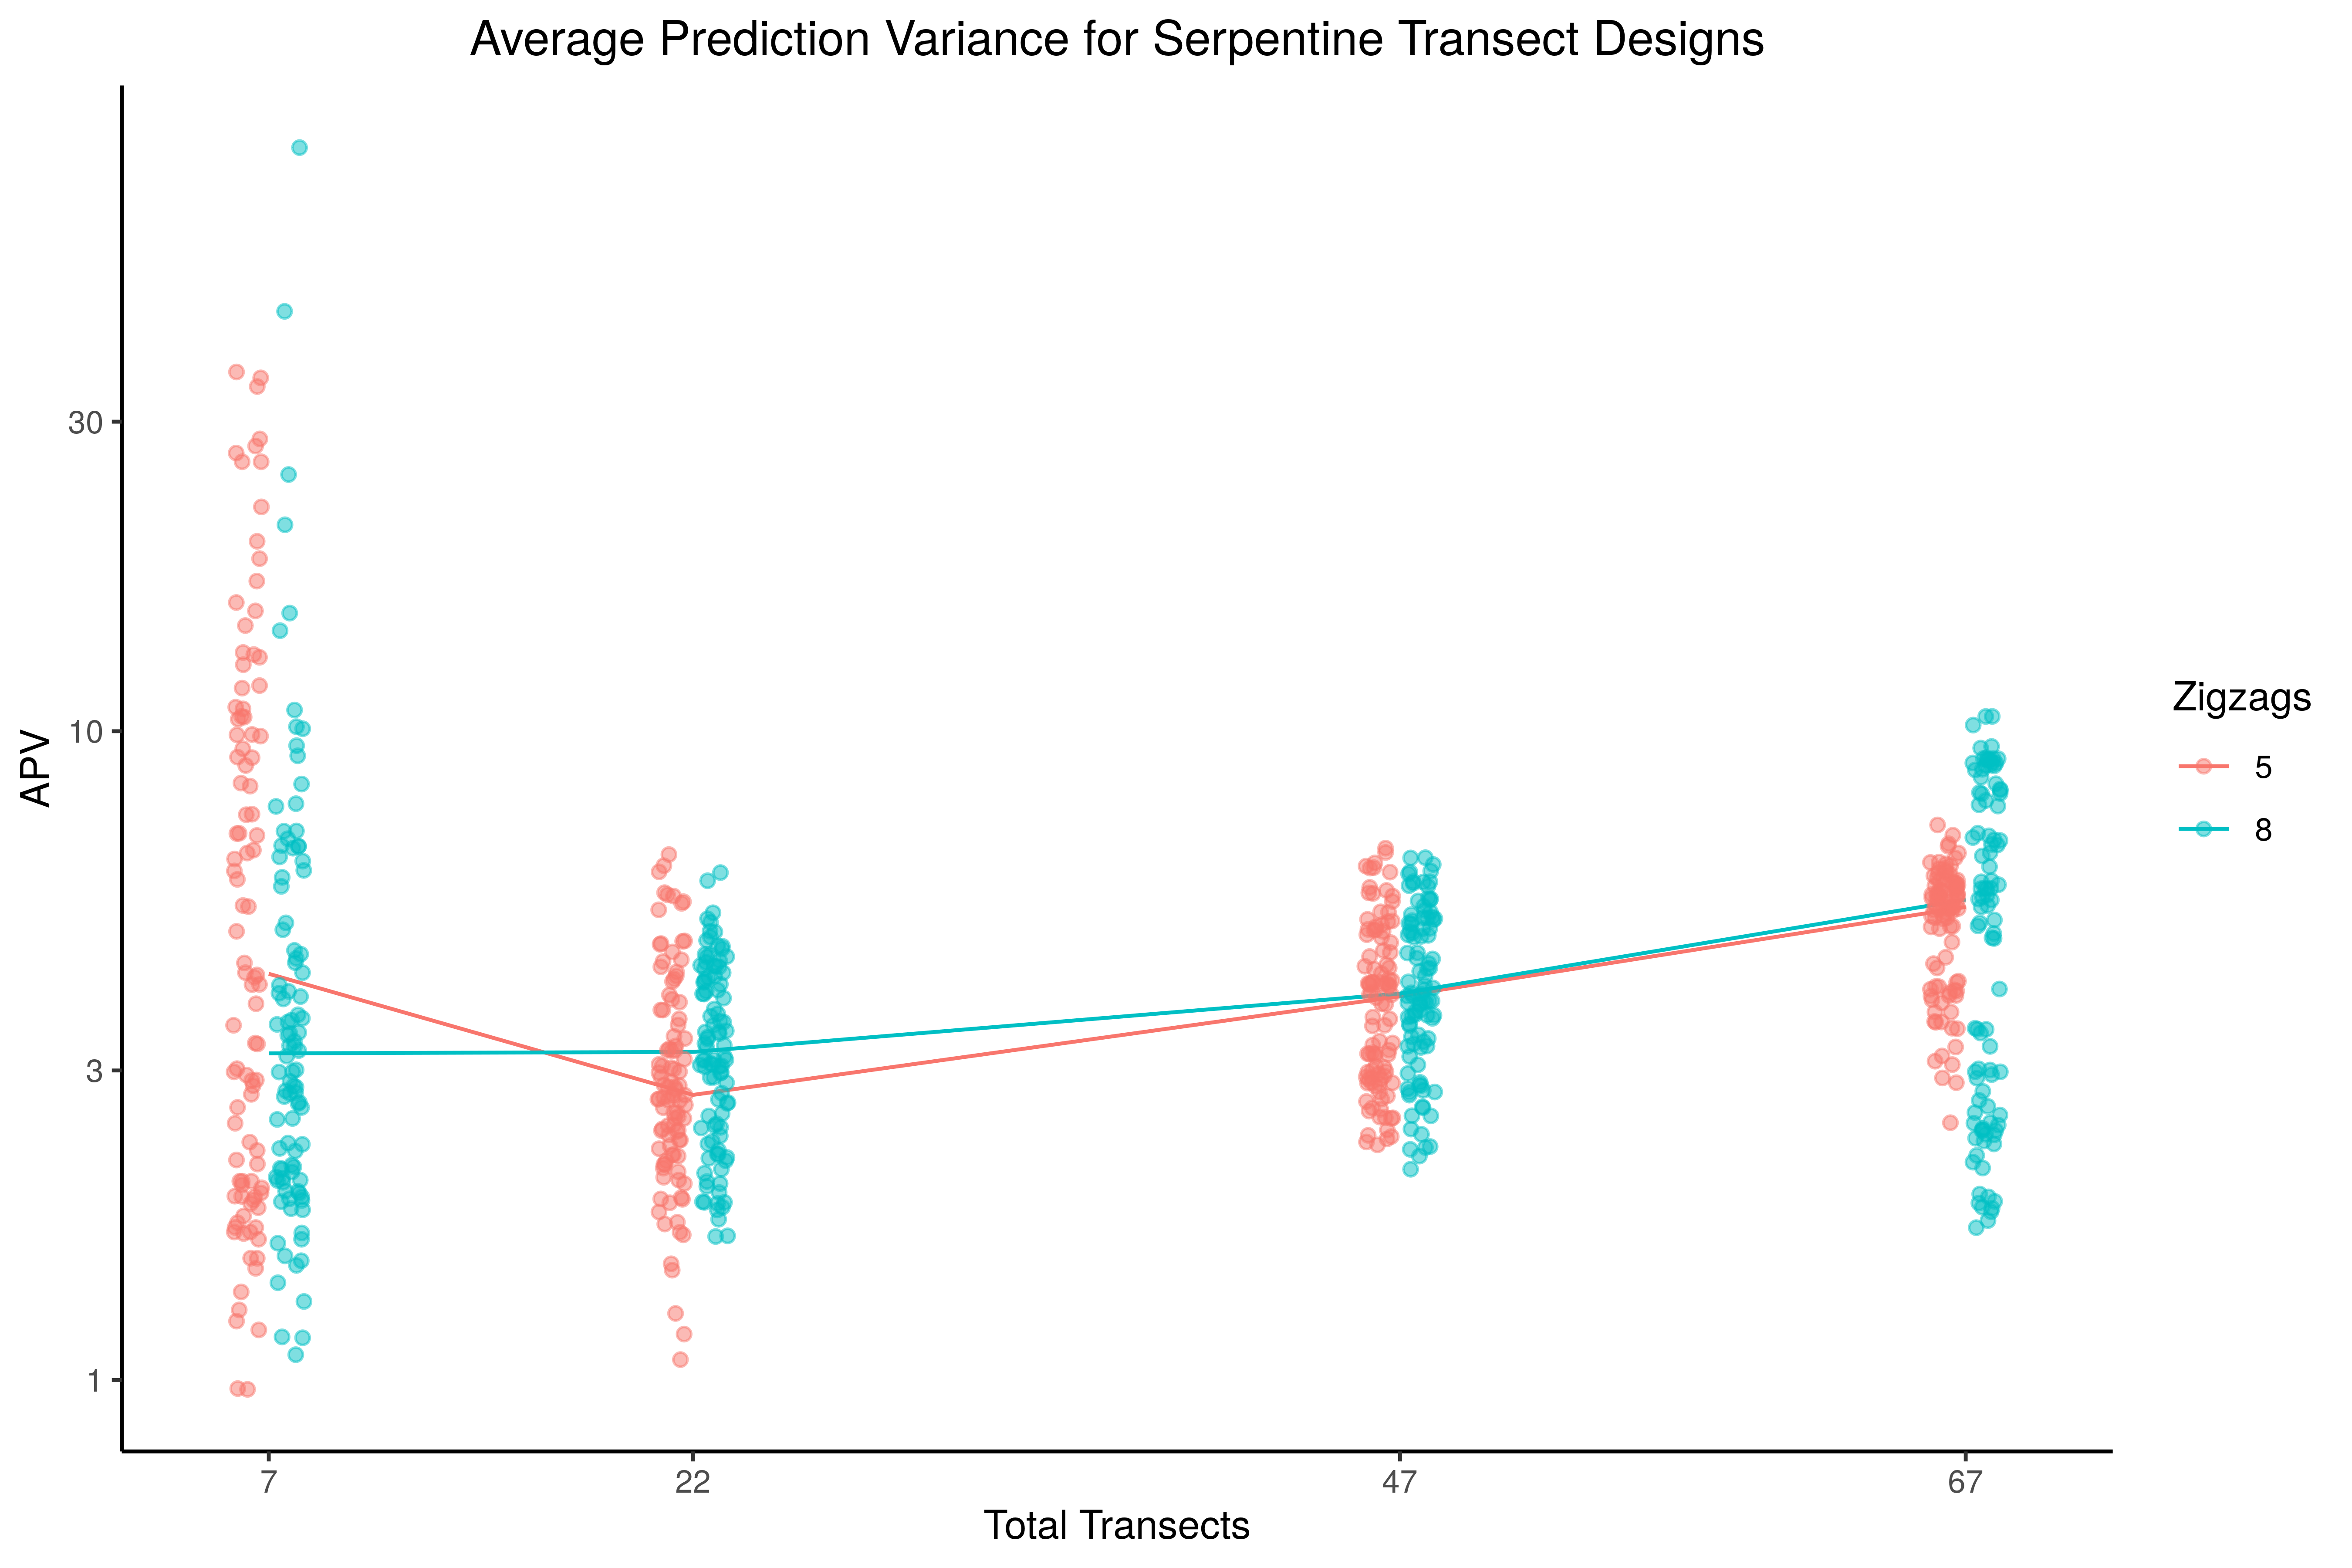 Average Prediction Variance for Serpentine Transect Designs
APV
30
10
3
1
7 22 47 67
Total Transects
Zigzags
5
8